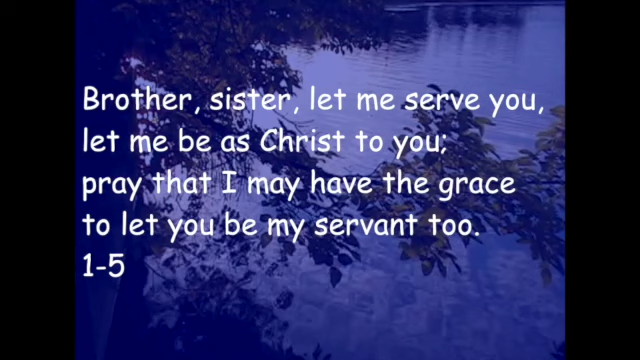 Brother, sister, let me serve you,
let me be as Christ to you;
pray that I may have the grace
to let you be my servant too.
1-5